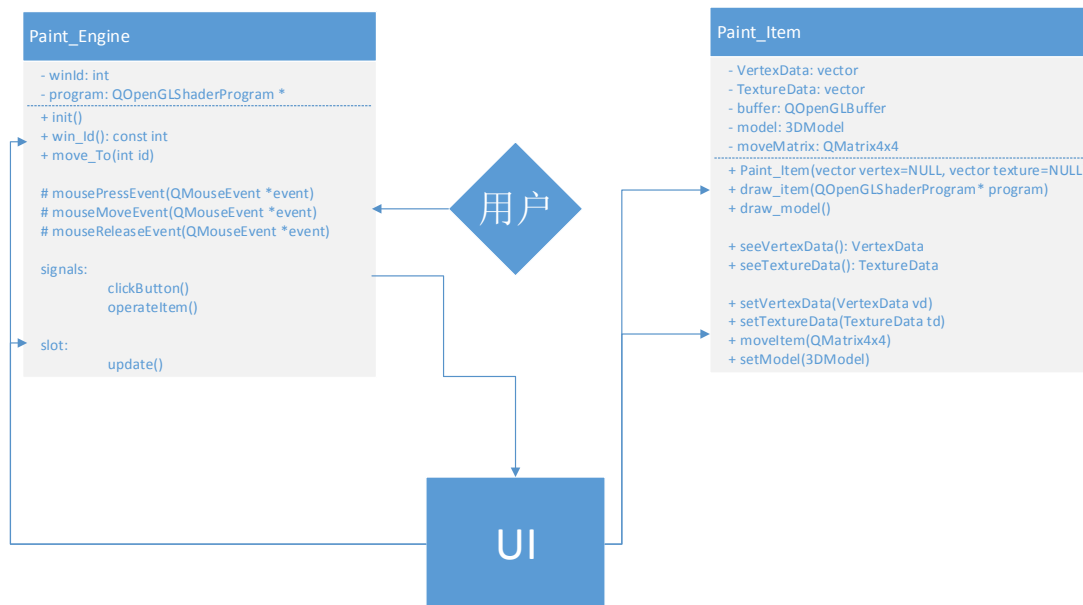 Paint_Engine
- winId: int
- program: QOpenGLShaderProgram *
+ init()
+ win_Id(): const int
+ move_To(int id)
# mousePressEvent(QMouseEvent *event)
# mouseMoveEvent(QMouseEvent *event)
# mouseReleaseEvent(QMouseEvent *event)
signals:
clickButton()
operateItem()
slot:
update()
用户
UI
Paint_Item
- VertexData: vector
- TextureData: vector
- buffer: QOpenGLBuffer
- model: 3DModel
- moveMatrix: QMatrix4x4
+ Paint_Item(vector vertex=NULL, vector texture=NULL
+ draw_item(QOpenGLShaderProgram* program)
+ draw_model()
+ seeVertexData(): VertexData
+ seeTextureData(): TextureData
+ setVertexData(VertexData vd)
+ setTextureData(TextureData td)
+ moveItem(QMatrix4x4)
+ setModel(3DModel)